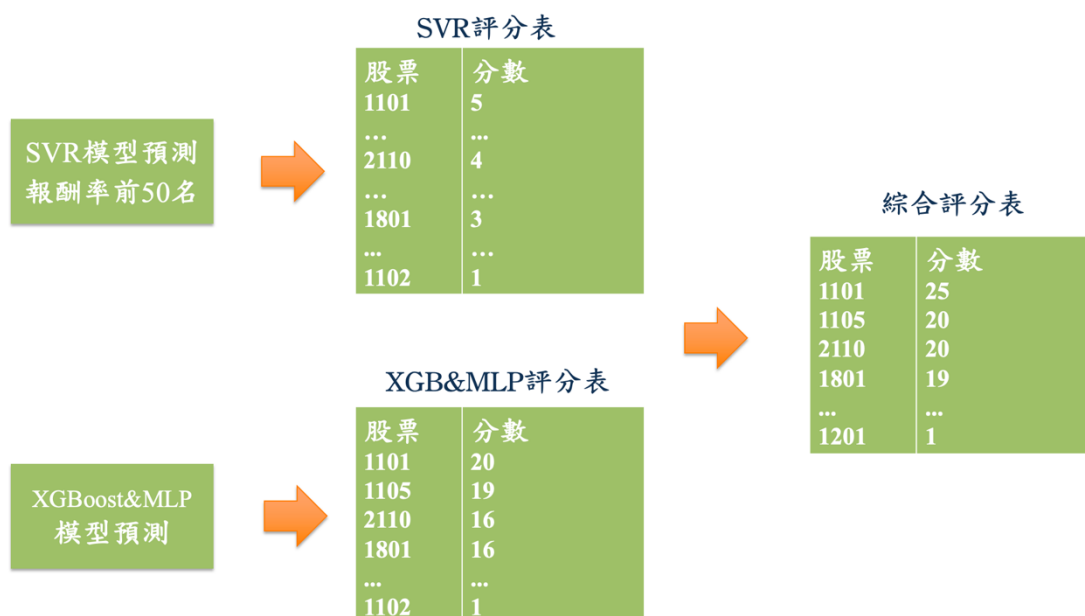 SVR評分表
股票 分數
1101 5
... ...
2110 4
... ...
1801 3
... ...
1102 1
SVR模型預測
報酬率前50名
綜合評分表
股票 分數
1101 25
1105 20
2110 20
1801 19
... ...
1201 1
XGB&MLP評分表
股票 分數
1101 20
1105 19
2110 16
1801 16
... ...
1102 1
XGBoost&MLP
模型預測